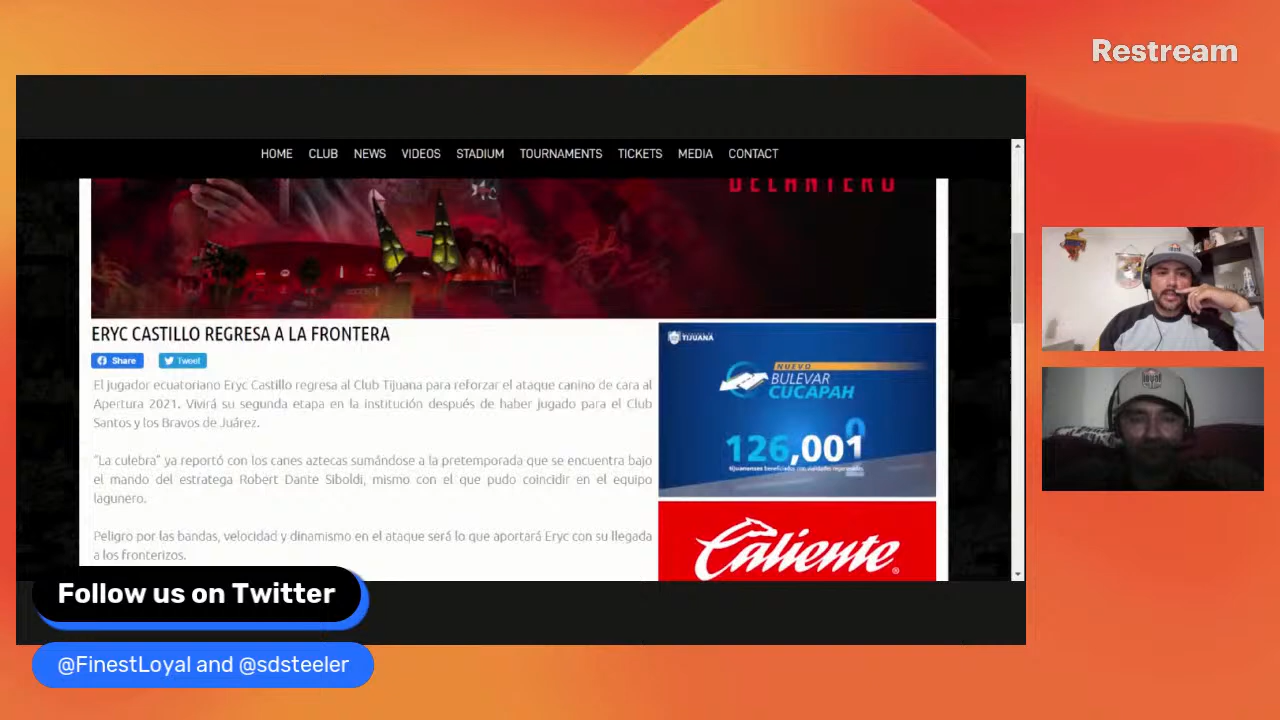 Restream
HOME CLUB NEWS VIDEOS STADIUM TOURNAMENTS TICKETS MEDIA CONTACT
DELANTERO
ERYC CASTILLO REGRESA A LA FRONTERA
Share Tweet
El jugador ecuatoriano Eryc Castillo regresa al Club Tijuana para reforzar el ataque canino de cara al
Apertura 2021. Vivirá su segunda etapa en la institución después de haber jugado para el Club
Santos y los Bravos de Juárez.
“La culebra” ya reportó con los canes aztecas sumándose a la pretemporada que se encuentra bajo
el mando del estratega Robert Dante Siboldi, mismo con el que pudo coincidir en el equipo
lagunero.
Peligro por las bandas, velocidad y dinamismo en el ataque será lo que aportará Eryc con su llegada
a los fronterizos.
TIJUANA
NUEVO
BULEVAR
CUCAPAH
126,001
tijuanenses beneficiados con vialidades regeneradas.
Caliente®
Follow us on Twitter
@FinestLoyal and @sdsteeler